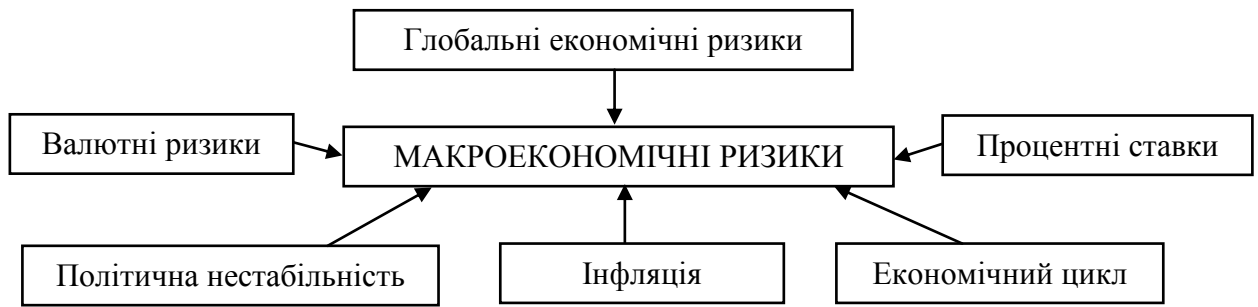 Глобальні економічні ризики
Валютні ризики
МАКРОЕКОНОМІЧНІ РИЗИКИ
Процентні ставки
Політична нестабільність
Інфляція
Економічний цикл